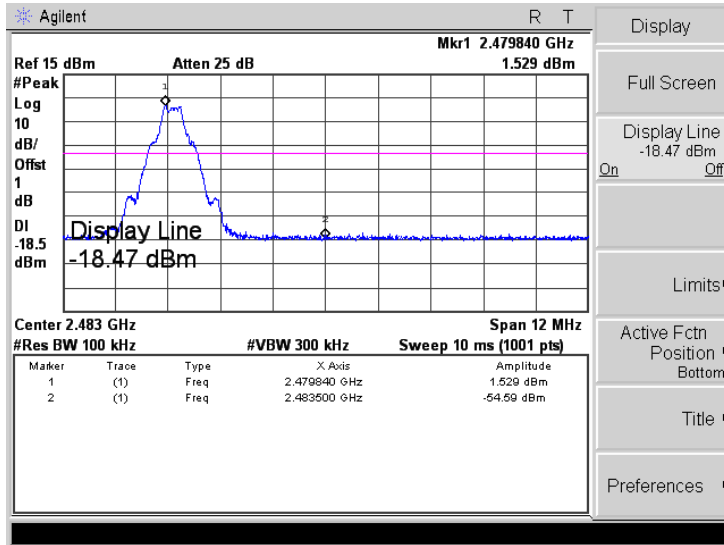 Agilent R T
Mkr1 2.479840 GHz
Ref 15 dBm Atten 25 dB 1.529 dBm
#Peak
Log
10
dB/
Offst
1
dB
DI
-18.5
dBm
1
2
Display Line
-18.47 dBm
Center 2.483 GHz Span 12 MHz
#Res BW 100 kHz #VBW 300 kHz Sweep 10 ms (1001 pts)
Marker Trace Type X Axis Amplitude
1 (1) Freq 2.479840 GHz 1.529 dBm
2 (1) Freq 2.483500 GHz -54.59 dBm
Display
Full Screen
Display Line
-18.47 dBm
On Off
Limits
Active Fctn
Position
Bottom
Title
Preferences